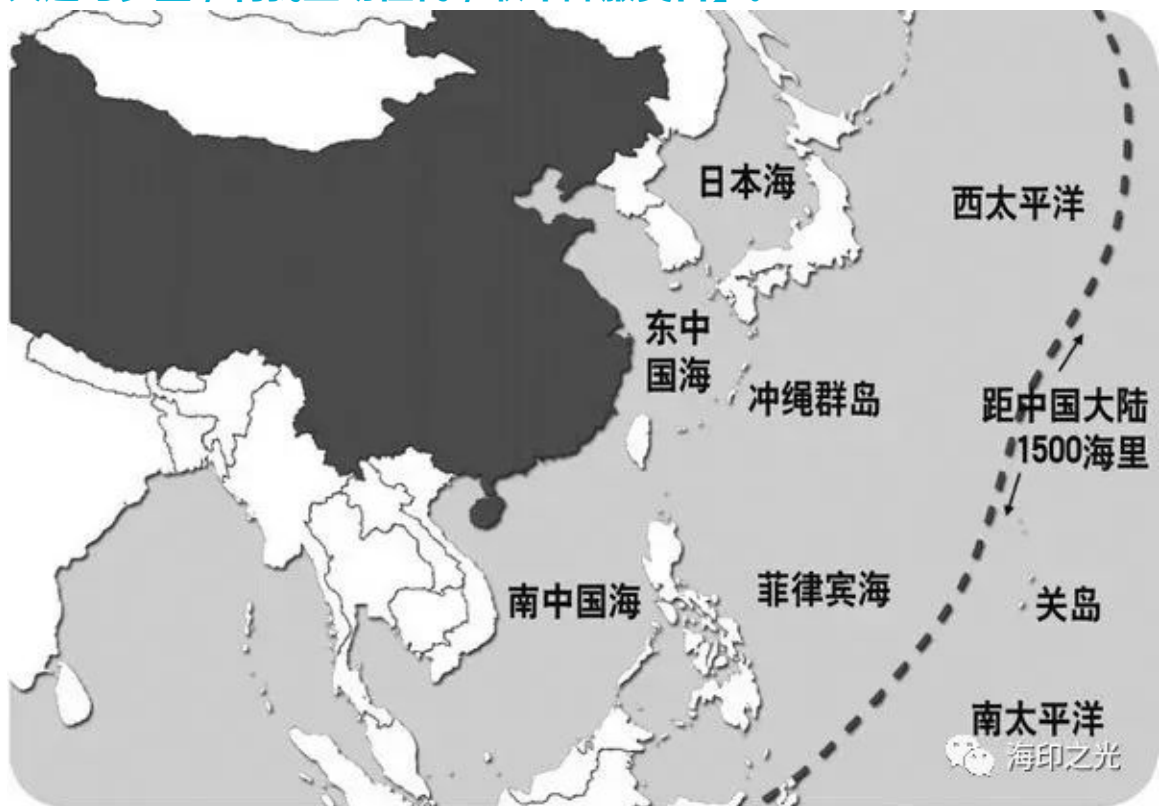 日本海
西太平洋
东中
国海
冲绳群岛
距中国大陆
1500海里
南中国海
菲律宾海
关岛
南太平洋
海印之光